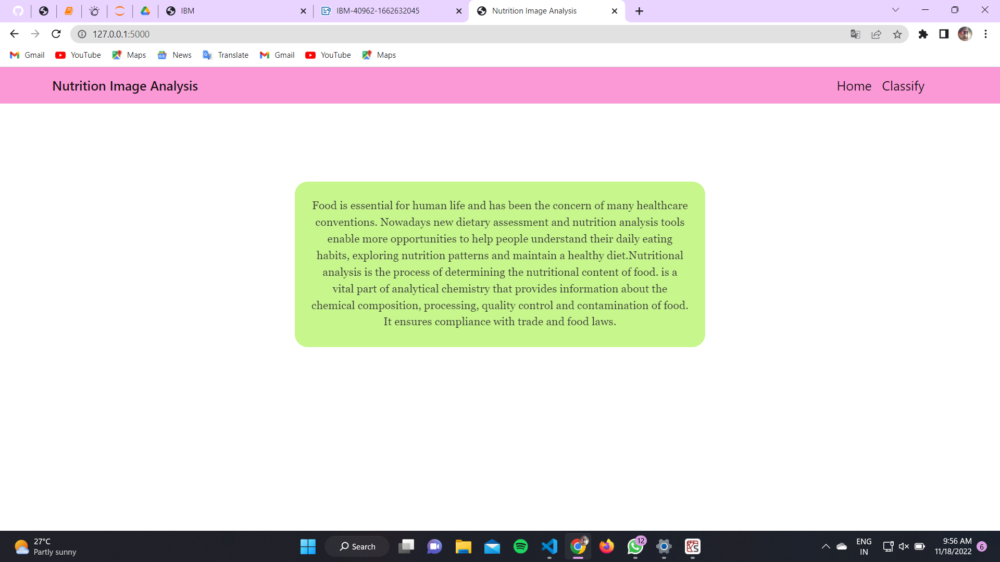 IBM
IBM-40962-1662632045
Nutrition Image Analysis
127.0.0.1:5000
Gmail YouTube Maps News Translate Gmail YouTube Maps
Nutrition Image Analysis
Home Classify
Food is essential for human life and has been the concern of many healthcare
conventions. Nowadays new dietary assessment and nutrition analysis tools
enable more opportunities to help people understand their daily eating
habits, exploring nutrition patterns and maintain a healthy diet.Nutritional
analysis is the process of determining the nutritional content of food. is a
vital part of analytical chemistry that provides information about the
chemical composition, processing, quality control and contamination of food.
It ensures compliance with trade and food laws.
27°C
Partly sunny
Search
12
ENG
IN
9:56 AM
11/18/2022
6